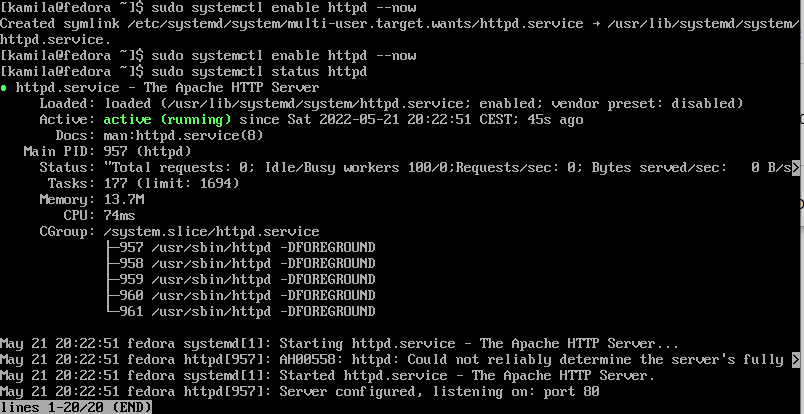 [kamila@fedora ~]$ sudo systemctl enable httpd --now
Created symlink /etc/systemd/system/multi-user.target.wants/httpd.service → /usr/lib/systemd/system/
httpd.service.
[kamila@fedora ~]$ sudo systemctl enable httpd --now
[kamila@fedora ~]$ sudo systemctl status httpd
● httpd.service - The Apache HTTP Server
     Loaded: loaded (/usr/lib/systemd/system/httpd.service; enabled; vendor preset: disabled)
     Active: active (running) since Sat 2022-05-21 20:22:51 CEST; 45s ago
       Docs: man:httpd.service(8)
   Main PID: 957 (httpd)
     Status: "Total requests: 0; Idle/Busy workers 100/0;Requests/sec: 0; Bytes served/sec:   0 B/s>
      Tasks: 177 (limit: 1694)
     Memory: 13.7M
        CPU: 74ms
     CGroup: /system.slice/httpd.service
             ├─957 /usr/sbin/httpd -DFOREGROUND
             ├─958 /usr/sbin/httpd -DFOREGROUND
             ├─959 /usr/sbin/httpd -DFOREGROUND
             ├─960 /usr/sbin/httpd -DFOREGROUND
             └─961 /usr/sbin/httpd -DFOREGROUND
May 21 20:22:51 fedora systemd[1]: Starting httpd.service - The Apache HTTP Server...
May 21 20:22:51 fedora httpd[957]: AH00558: httpd: Could not reliably determine the server's fully >
May 21 20:22:51 fedora systemd[1]: Started httpd.service - The Apache HTTP Server.
May 21 20:22:51 fedora httpd[957]: Server configured, listening on: port 80
lines 1-20/20 (END)